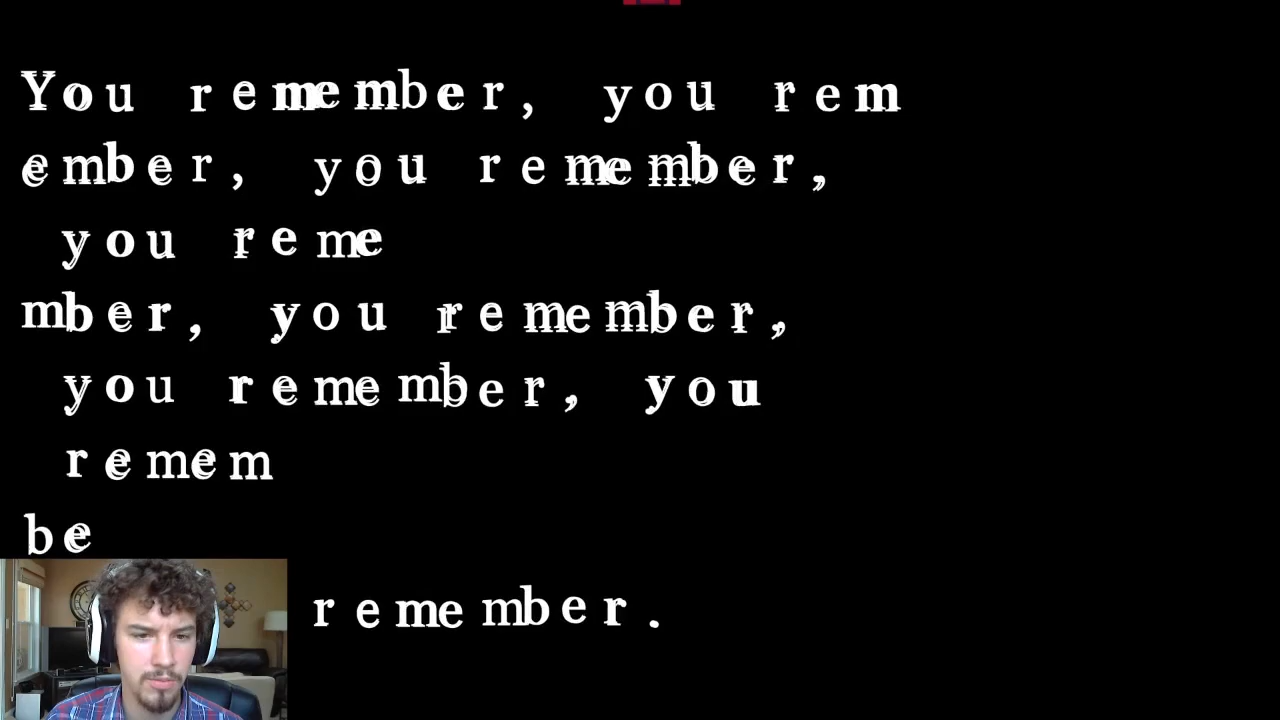 You remember, you rem
ember, you remember,
you reme
mber, you remember,
you remember, you
remem
be
remember.